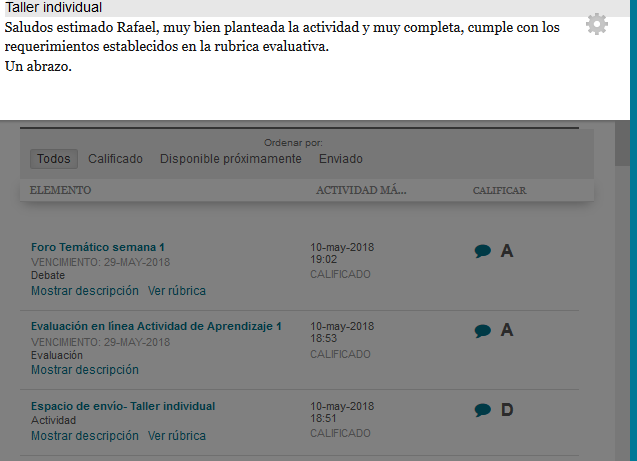 Taller individual
Saludos estimado Rafael, muy bien planteada la actividad y muy completa, cumple con los
requerimientos establecidos en la rubrica evaluativa.
Un abrazo.
Ordenar por:
Todos Calificado Disponible próximamente Enviado
ELEMENTO ACTIVIDAD MÁ... CALIFICAR
Foro Temático semana 1 10-may-2018 A
VENCIMIENTO: 29-MAY-2018 19:02
Debate CALIFICADO
Mostrar descripción Ver rúbrica
Evaluación en línea Actividad de Aprendizaje 1 10-may-2018 A
VENCIMIENTO: 29-MAY-2018 18:53
Evaluación CALIFICADO
Mostrar descripción
Espacio de envío- Taller individual 10-may-2018 D
Actividad 18:51
Mostrar descripción Ver rúbrica CALIFICADO